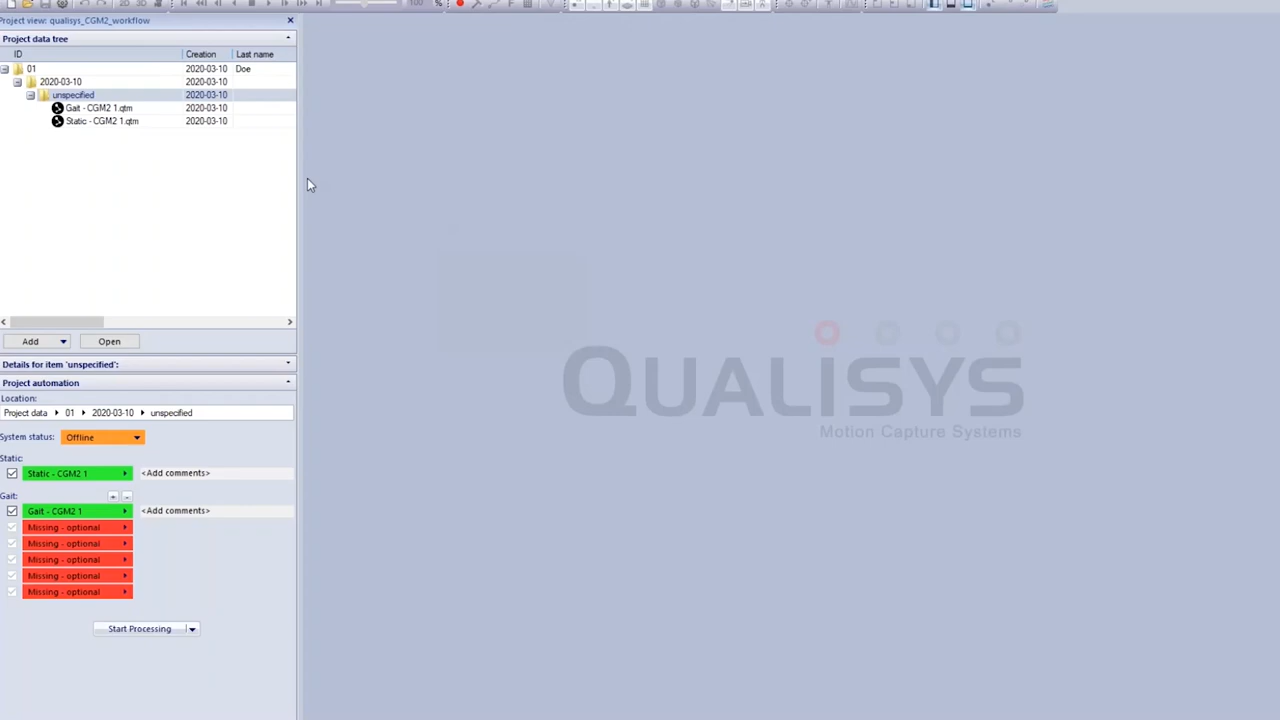 100 %
Project view: qualisys_CGM2_workflow
Project data tree
ID Creation Last name
01 2020-03-10 Doe
2020-03-10 2020-03-10
unspecified 2020-03-10
Gait - CGM2 1.qtm 2020-03-10
Static - CGM2 1.qtm 2020-03-10
Add Open
Details for item 'unspecified':
Project automation
Location:
Project data 01 2020-03-10 unspecified
System status: Offline
Static:
Static - CGM2 1 <Add comments>
Gait: + -
Gait - CGM2 1 <Add comments>
Missing - optional
Missing - optional
Missing - optional
Missing - optional
Missing - optional
Start Processing
QUALISYS
Motion Capture Systems